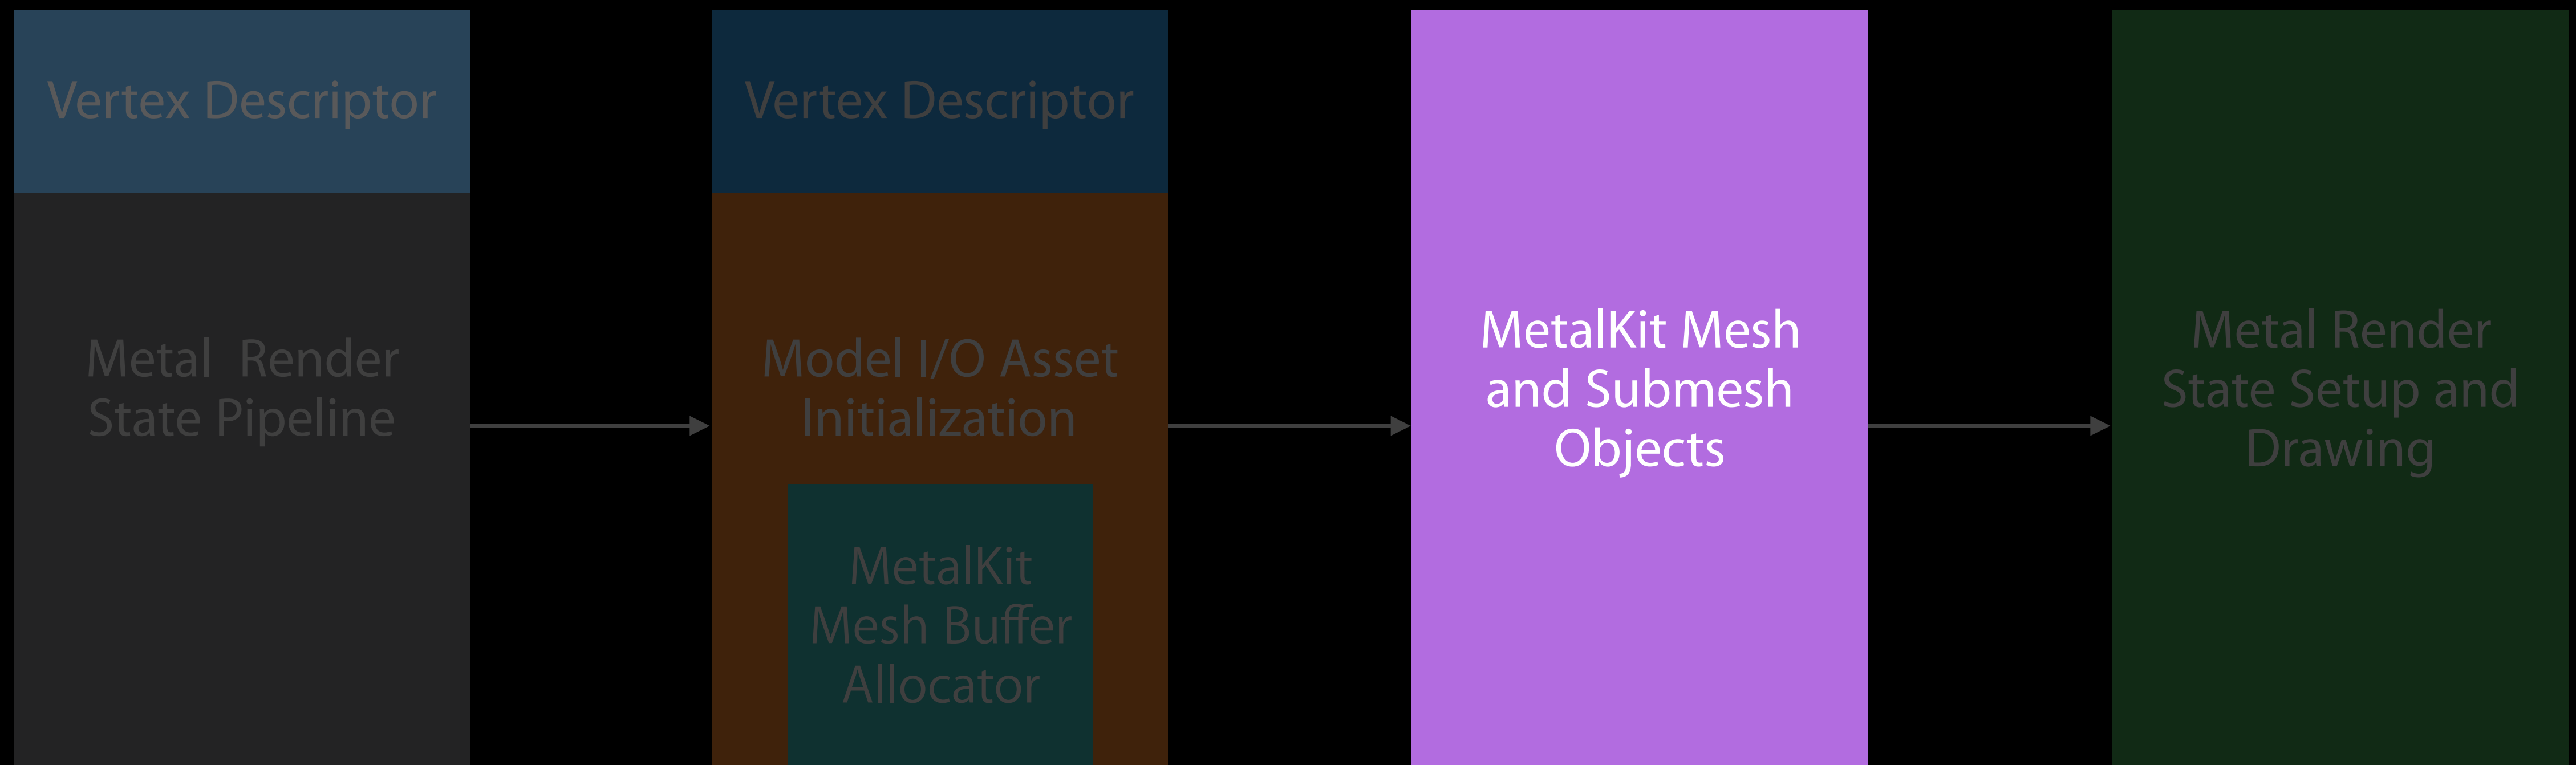 Vertex Descriptor
Metal Render
State Pipeline
Vertex Descriptor
Model I/O Asset
Initialization
MetalKit
Mesh Buffer
Allocator
MetalKit Mesh
and Submesh
Objects
Metal Render
State Setup and
Drawing